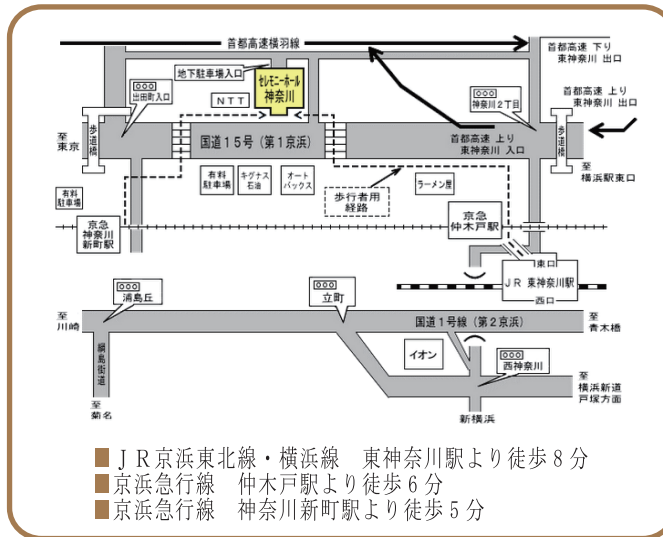 首都高速横羽線
首都高速 下り
東神奈川 出口
地下駐車場入口
出田町入口
ＮＴＴ
セレモニーホール
神奈川
神奈川２丁目
首都高速 上り
東神奈川 出口
至
東京
歩道橋
国道１５号（第１京浜）
首都高速 上り
東神奈川 入口
歩道橋
至
横浜駅東口
有料
駐車場
有料
駐車場
キグナス
石油
オート
バックス
歩行者用
経路
ラーメン屋
京急
神奈川
新町駅
京急
仲木戸駅
東口
ＪＲ 東神奈川駅
西口
浦島丘
立町
至
川崎
国道１号線（第２京浜）
至
青木橋
綱島街道
イオン
西神奈川
至
横浜新道
戸塚方面
至
菊名
新横浜
■ＪＲ京浜東北線・横浜線　東神奈川駅より徒歩８分
■京浜急行線　仲木戸駅より徒歩６分
■京浜急行線　神奈川新町駅より徒歩５分